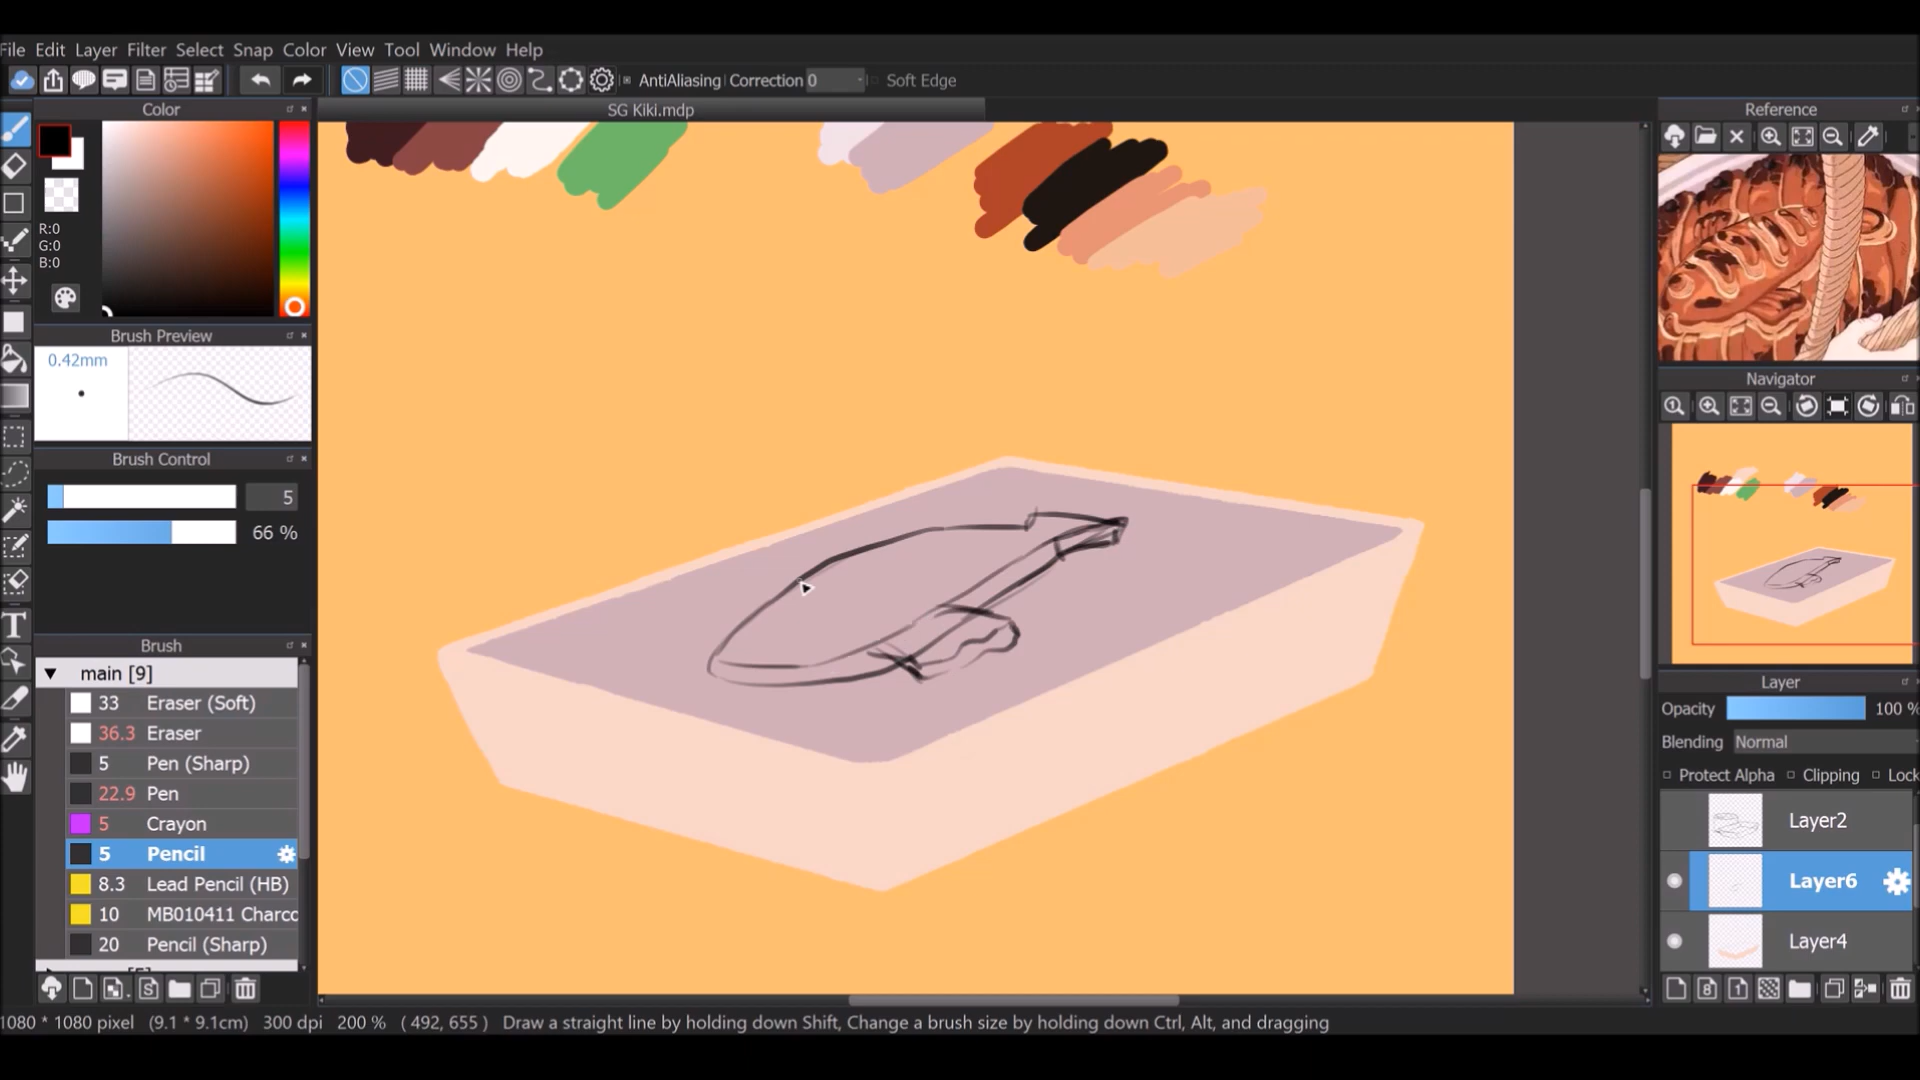 File Edit Layer Filter Select Snap Color View Tool Window Help
AntiAliasing Correction 0 Soft Edge
Color
SG Kiki.mdp
Reference
R:0
G:0
B:0
Brush Preview
0.42mm
Navigator
Brush Control
5
66 %
Brush
main [9]
33 Eraser (Soft)
36.3 Eraser
5 Pen (Sharp)
22.9 Pen
5 Crayon
5 Pencil
8.3 Lead Pencil (HB)
10 MB010411 Charco
20 Pencil (Sharp)
Layer
Opacity 100 %
Blending Normal
Protect Alpha Clipping Lock
Layer2
Layer6
Layer4
1080 * 1080 pixel (9.1 * 9.1cm) 300 dpi 200 % ( 492, 655 ) Draw a straight line by holding down Shift, Change a brush size by holding down Ctrl, Alt, and dragging